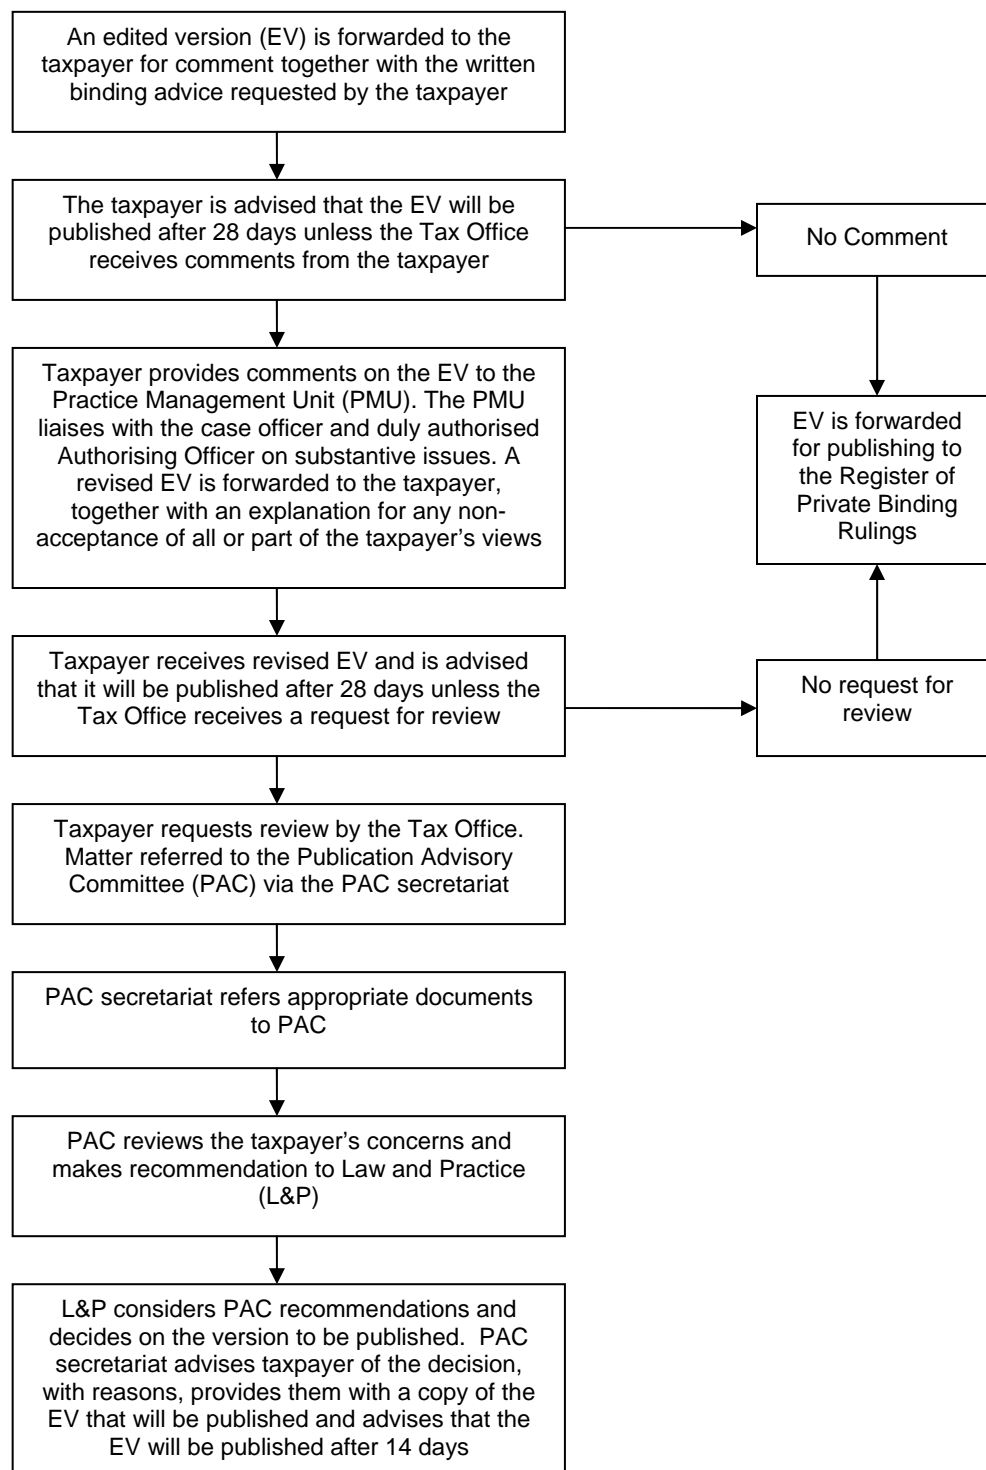 An edited version (EV) is forwarded to the
taxpayer for comment together with the written
binding advice requested by the taxpayer
The taxpayer is advised that the EV will be
published after 28 days unless the Tax Office
receives comments from the taxpayer
No Comment
Taxpayer provides comments on the EV to the
Practice Management Unit (PMU). The PMU
liaises with the case officer and duly authorised
Authorising Officer on substantive issues. A
revised EV is forwarded to the taxpayer,
together with an explanation for any non-
acceptance of all or part of the taxpayer’s views
EV is forwarded
for publishing to
the Register of
Private Binding
Rulings
Taxpayer receives revised EV and is advised
that it will be published after 28 days unless the
Tax Office receives a request for review
No request for
review
Taxpayer requests review by the Tax Office.
Matter referred to the Publication Advisory
Committee (PAC) via the PAC secretariat
PAC secretariat refers appropriate documents
to PAC
PAC reviews the taxpayer’s concerns and
makes recommendation to Law and Practice
(L&P)
L&P considers PAC recommendations and
decides on the version to be published.  PAC
secretariat advises taxpayer of the decision,
with reasons, provides them with a copy of the
EV that will be published and advises that the
EV will be published after 14 days